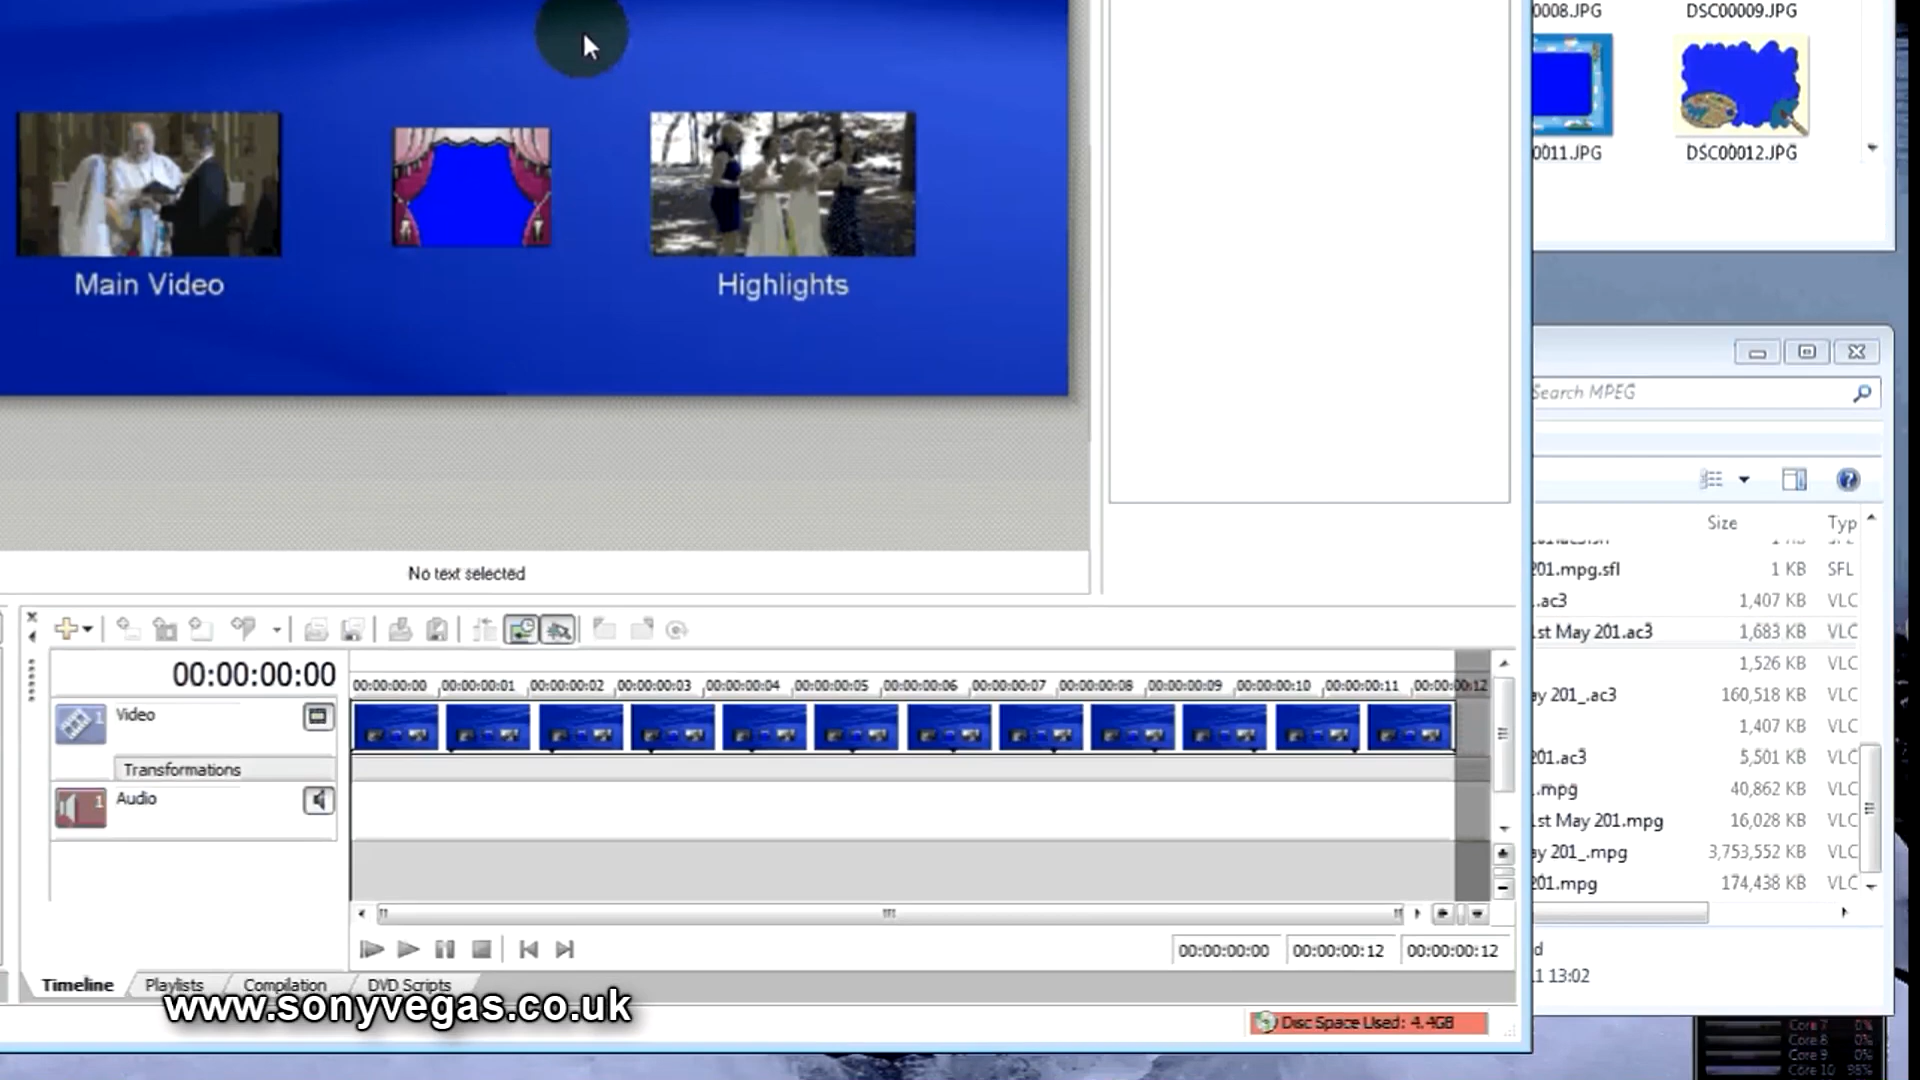 0008.JPG
DSC00009.JPG
0011.JPG
DSC00012.JPG
Main Video
Highlights
Search MPEG
Size
Typ
201.mpg.sfl
1 KB
SFL
.ac3
1,407 KB
VLC
1st May 201.ac3
1,683 KB
VLC
1,526 KB
VLC
ay 201_.ac3
160,518 KB
VLC
1,407 KB
VLC
201.ac3
5,501 KB
VLC
.mpg
40,862 KB
VLC
1st May 201.mpg
16,028 KB
VLC
ay 201_.mpg
3,753,552 KB
VLC
201.mpg
174,438 KB
VLC
d
1 13:02
No text selected
00:00:00:00
00:00:00:00 00:00:00:01 00:00:00:02 00:00:00:03 00:00:00:04 00:00:00:05 00:00:00:06 00:00:00:07 00:00:00:08 00:00:00:09 00:00:00:10 00:00:00:11 00:00:00:12
1 Video
Transformations
1 Audio
00:00:00:00 00:00:00:12 00:00:00:12
Timeline Playlists Compilation DVD Scripts
www.sonyvegas.co.uk
Disc Space Used: 4.4GB
Core 7 0%
Core 8 0%
Core 9 0%
Core 10 98%